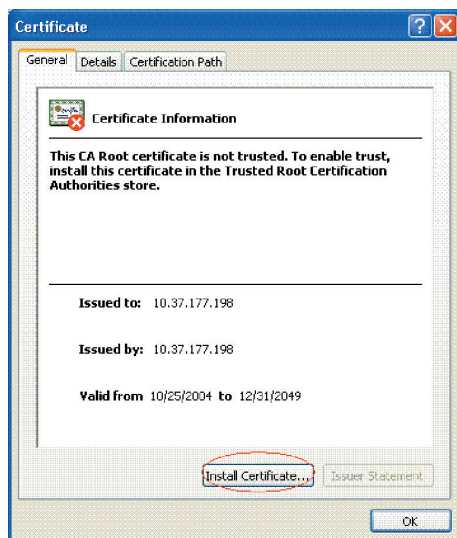 Certificate
General Details Certification Path
Certificate Information
This CA Root certificate is not trusted. To enable trust,
install this certificate in the Trusted Root Certification
Authorities store.
Issued to: 10.37.177.198
Issued by: 10.37.177.198
Valid from 10/25/2004 to 12/31/2049
Install Certificate... Issuer Statement
OK